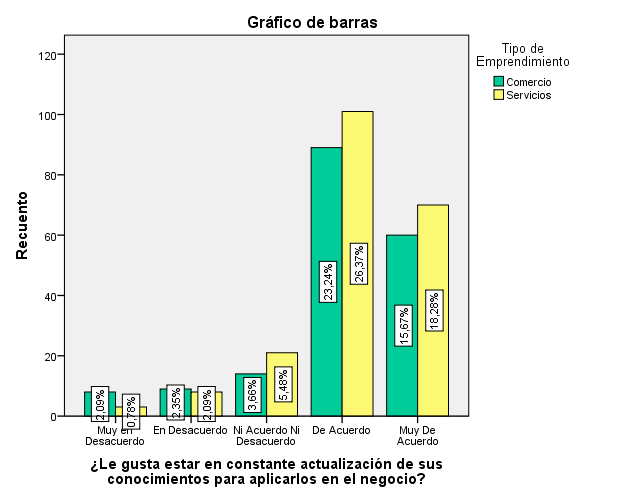 Gráfico de barras
Tipo de
Emprendimiento
Comercio
Servicios
Recuento
120
100
80
60
40
20
0
2,09%
0,78%
2,35%
2,09%
3,66%
5,48%
23,24%
26,37%
15,67%
18,28%
Muy en
Desacuerdo
En Desacuerdo
Ni Acuerdo Ni
Desacuerdo
De Acuerdo
Muy De
Acuerdo
¿Le gusta estar en constante actualización de sus
conocimientos para aplicarlos en el negocio?